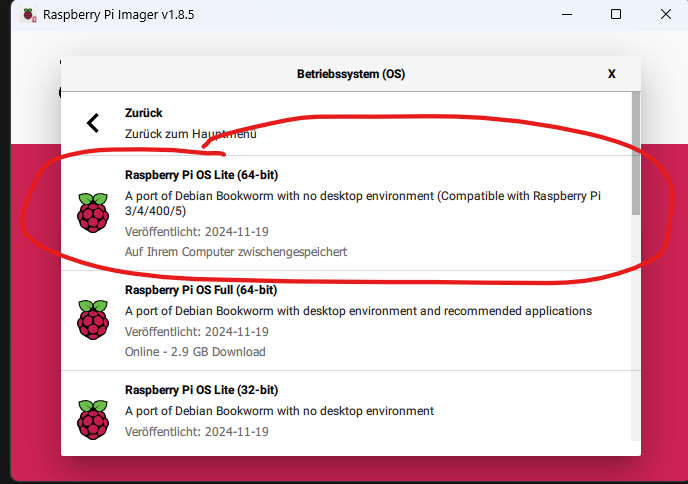 Raspberry Pi Imager v1.8.5
Betriebssystem (OS)
X
Zurück
Zurück zum Hauptmenü
Raspberry Pi OS Lite (64-bit)
A port of Debian Bookworm with no desktop environment (Compatible with Raspberry Pi
3/4/400/5)
Veröffentlicht: 2024-11-19
Auf Ihrem Computer zwischengespeichert
Raspberry Pi OS Full (64-bit)
A port of Debian Bookworm with desktop environment and recommended applications
Veröffentlicht: 2024-11-19
Online - 2.9 GB Download
Raspberry Pi OS Lite (32-bit)
A port of Debian Bookworm with no desktop environment
Veröffentlicht: 2024-11-19